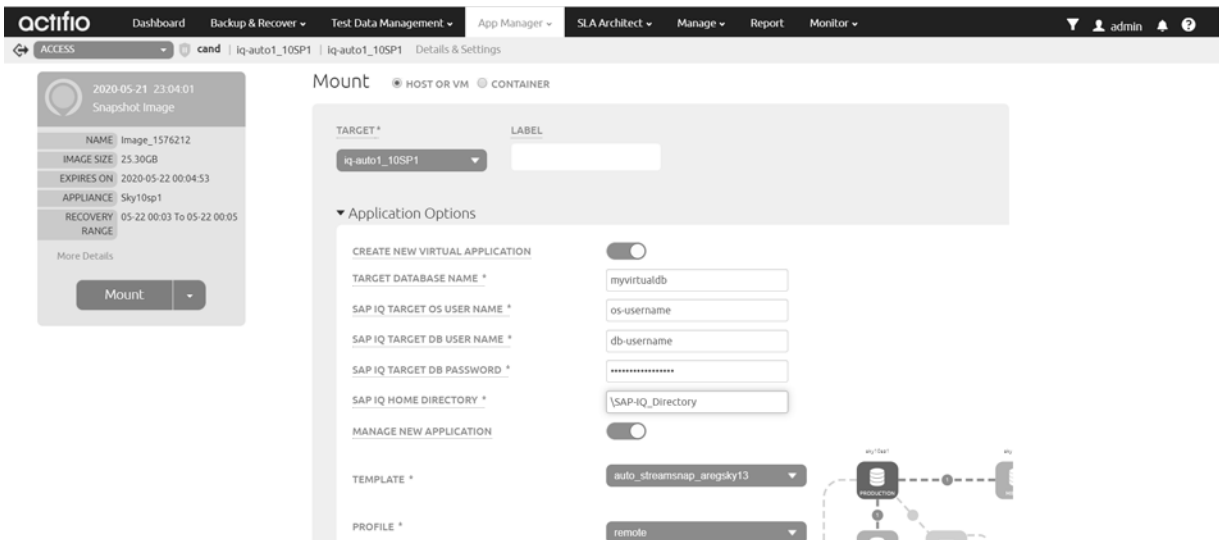 actifio Dashboard Backup & Recover Test Data Management App Manager SLA Architect Manage Report Monitor admin ?
ACCESS cand | iq-auto1_10SP1 | iq-auto1_10SP1 Details & Settings
2020-05-21 23:04:01
Snapshot Image
NAME Image_1576212
IMAGE SIZE 25.30GB
EXPIRES ON 2020-05-22 00:04:53
APPLIANCE Sky10sp1
RECOVERY RANGE 05-22 00:03 To 05-22 00:05
More Details
Mount
Mount HOST OR VM CONTAINER
TARGET* LABEL
iq-auto1_10SP1
Application Options
CREATE NEW VIRTUAL APPLICATION
TARGET DATABASE NAME * myvirtualdb
SAP IQ TARGET OS USER NAME * os-username
SAP IQ TARGET DB USER NAME * db-username
SAP IQ TARGET DB PASSWORD * •••••••••••••••••
SAP IQ HOME DIRECTORY * \SAP-IQ_Directory
MANAGE NEW APPLICATION
TEMPLATE * auto_streamsnap_aregsky13
PROFILE * remote
PRODUCTION